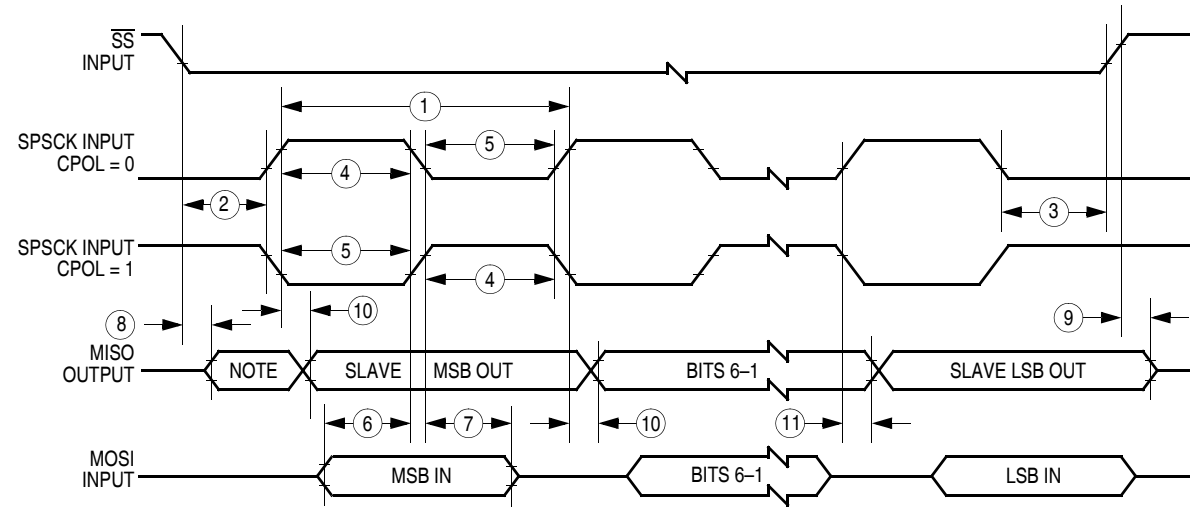 SS
INPUT
1
SPSCK INPUT
CPOL = 0
5
4
2
3
SPSCK INPUT
CPOL = 1
5
4
10
8
9
MISO
OUTPUT
NOTE
SLAVE MSB OUT
BITS 6–1
SLAVE LSB OUT
6
7
10
11
MOSI
INPUT
MSB IN
BITS 6–1
LSB IN